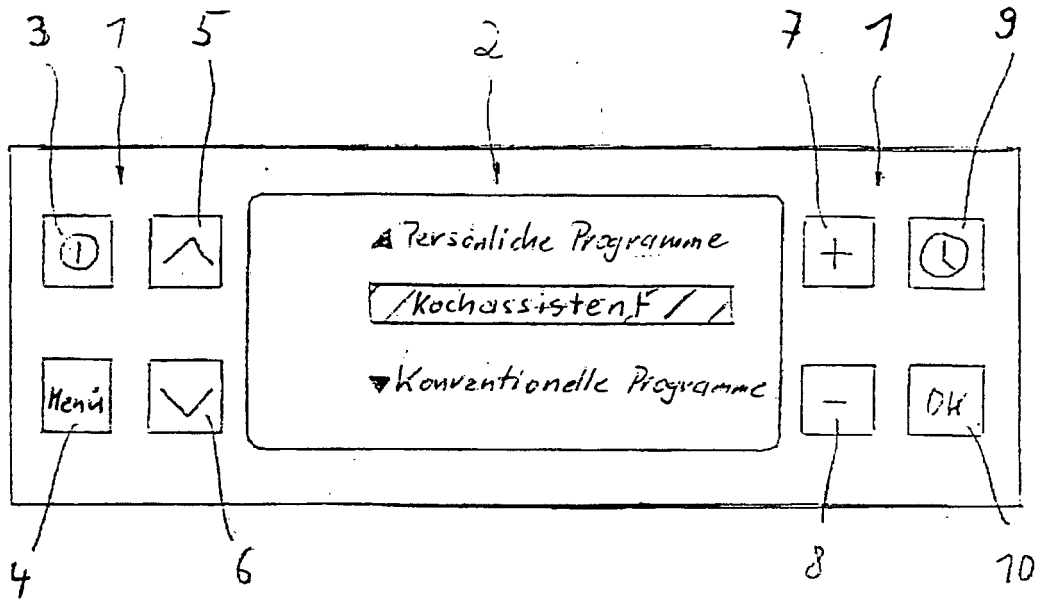 3 1 5 2 7 1 9
▲ Persönliche Programme
+
Kochassistent
Menü
▼ Konventionelle Programme
−
OK
4 6 8 10